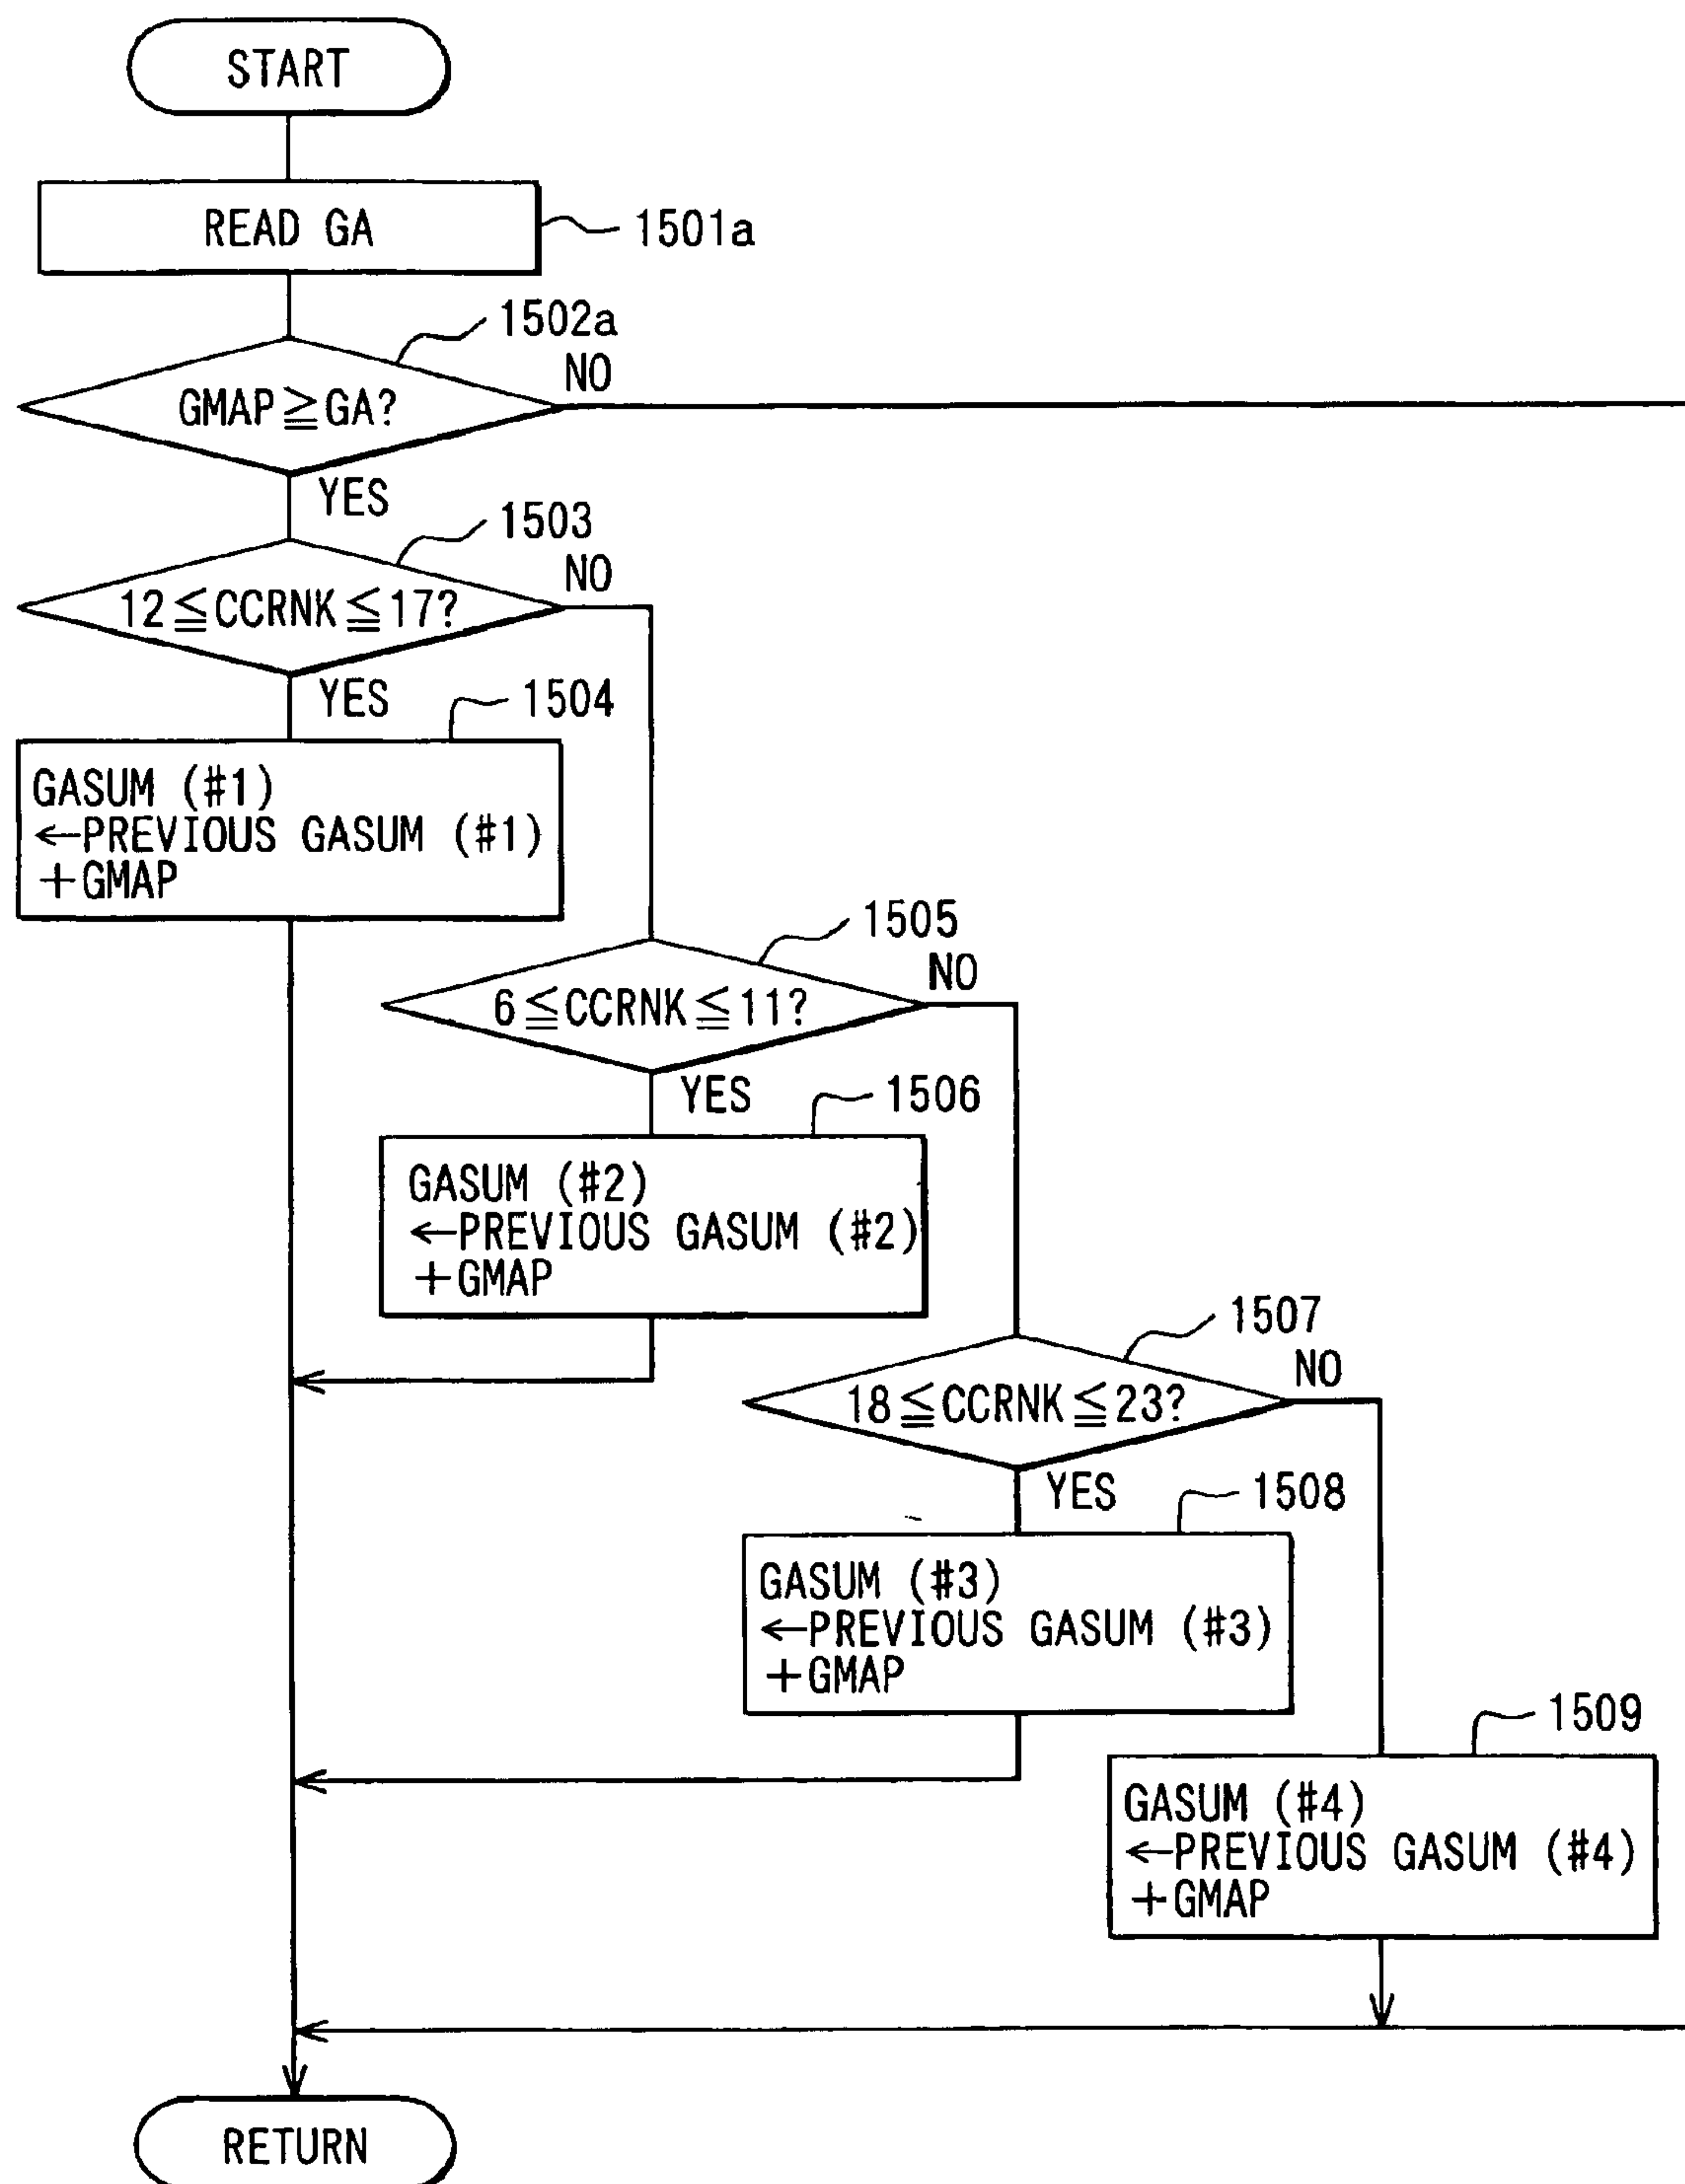 START
READ GA
1501a
1502a
NO
GMAP≧GA?
YES
1503
NO
12≦CCRNK≦17?
YES
1504
GASUM (#1)
←PREVIOUS GASUM (#1)
+GMAP
1505
NO
6≦CCRNK≦11?
YES
1506
GASUM (#2)
←PREVIOUS GASUM (#2)
+GMAP
1507
NO
18≦CCRNK≦23?
YES
1508
GASUM (#3)
←PREVIOUS GASUM (#3)
+GMAP
1509
GASUM (#4)
←PREVIOUS GASUM (#4)
+GMAP
RETURN